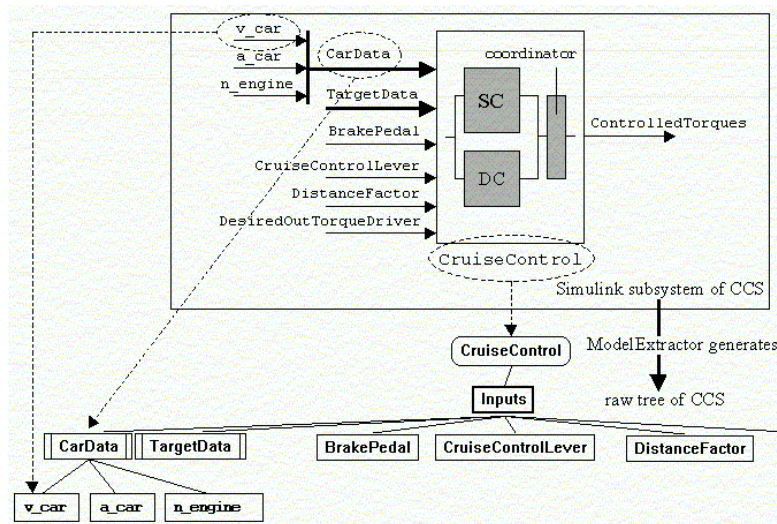 v_car
a_car
n_engine
CarData
TargetData
BrakePedal
CruiseControlLever
DistanceFactor
DesiredOutTorqueDriver
coordinator
SC
DC
ControlledTorques
CruiseControl
Simulink subsystem of CCS
ModelExtractor generates
raw tree of CCS
CruiseControl
Inputs
CarData
TargetData
BrakePedal
CruiseControlLever
DistanceFactor
v_car
a_car
n_engine